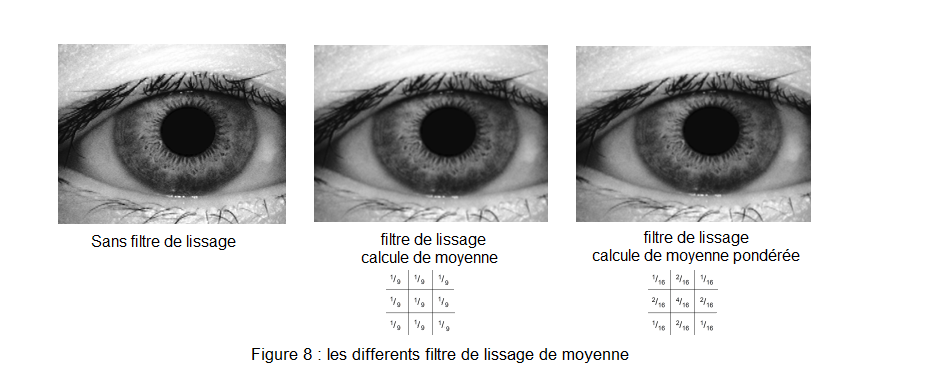 Sans filtre de lissage
filtre de lissage
calcule de moyenne
1/9 1/9 1/9
1/9 1/9 1/9
1/9 1/9 1/9
filtre de lissage
calcule de moyenne pondérée
1/16 2/16 1/16
2/16 4/16 2/16
1/16 2/16 1/16
Figure 8 : les differents filtre de lissage de moyenne